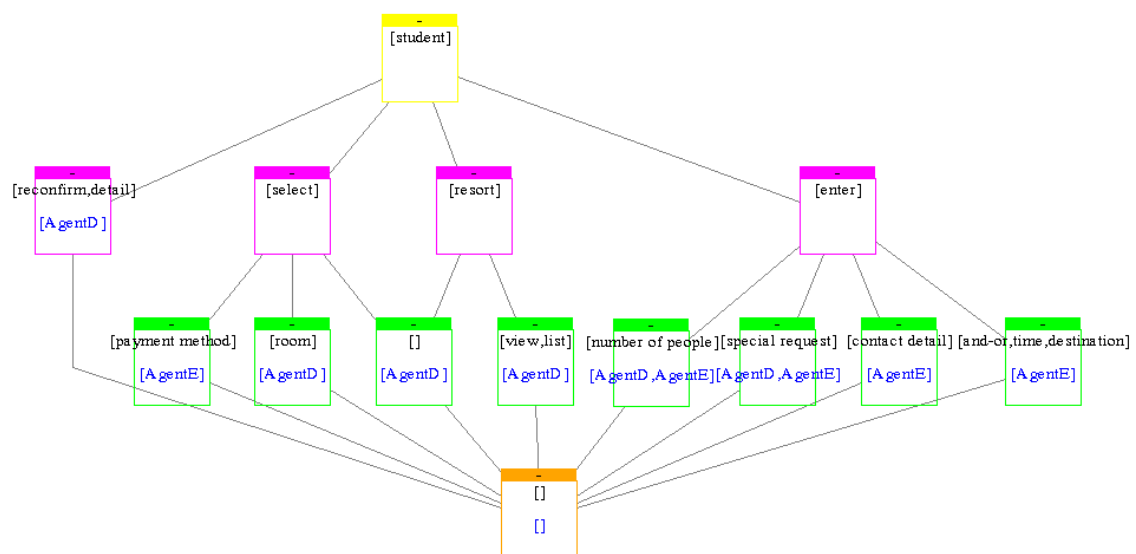 -
[student]
-
[reconfirm,detail]
[AgentD]
-
[select]
-
[resort]
-
[enter]
-
[payment method]
[AgentE]
-
[room]
[AgentD]
-
[]
[AgentD]
-
[view,list]
[AgentD]
-
[number of people]
[AgentD,AgentE]
-
[special request]
[AgentD,AgentE]
-
[contact detail]
[AgentE]
-
[and-or,time,destination]
[AgentE]
-
[]
[]